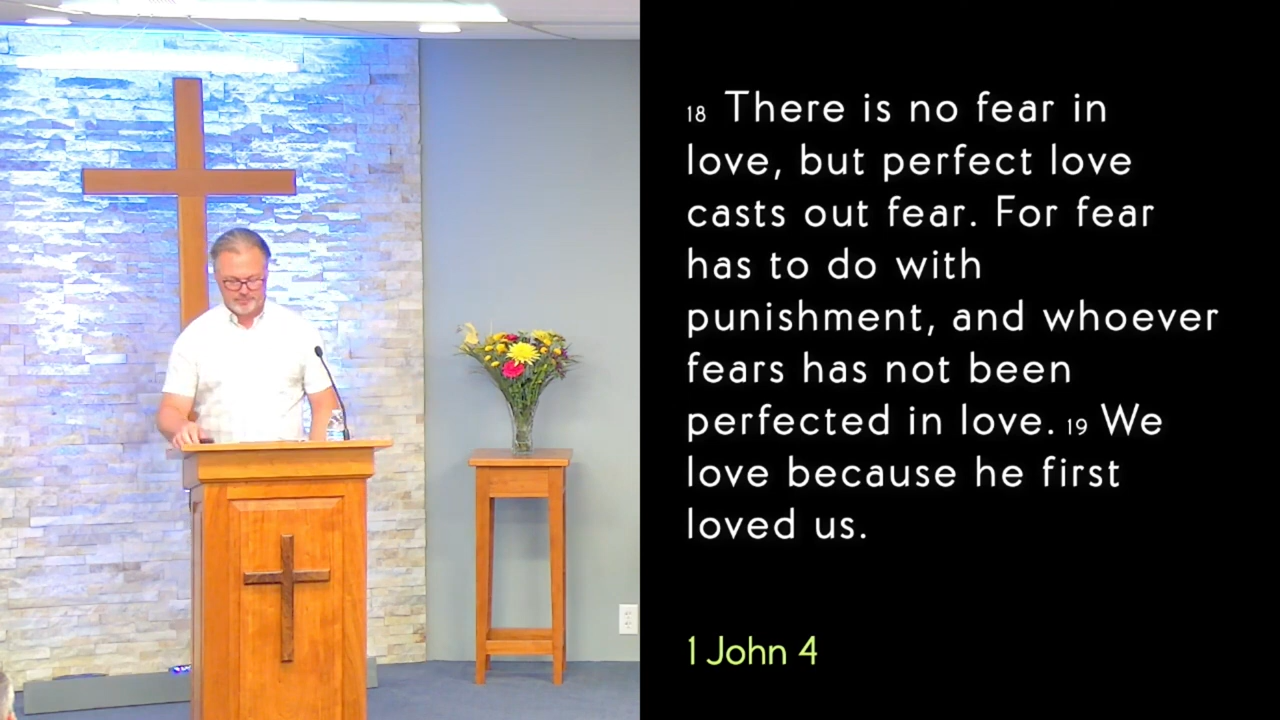 18 There is no fear in
love, but perfect love
casts out fear. For fear
has to do with
punishment, and whoever
fears has not been
perfected in love. 19 We
love because he first
loved us.
1 John 4